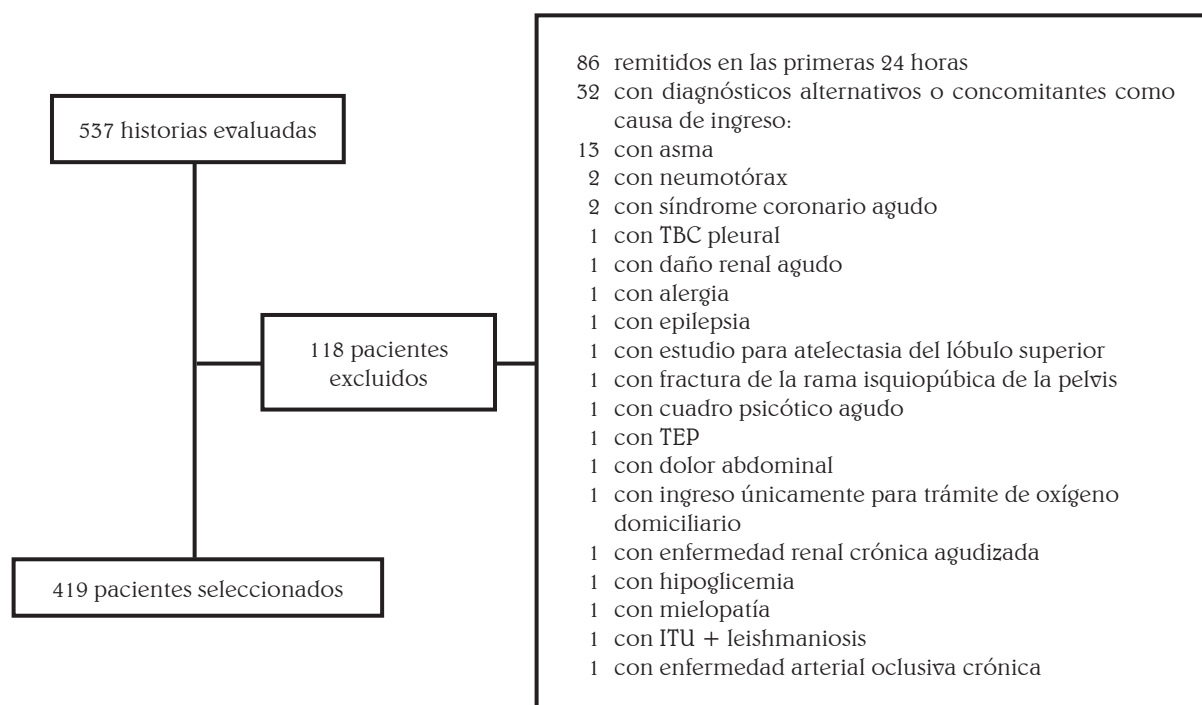 537 historias evaluadas
118 pacientes
excluidos
419 pacientes seleccionados
86 remitidos en las primeras 24 horas
32 con diagnósticos alternativos o concomitantes como
causa de ingreso:
13 con asma
2 con neumotórax
2 con síndrome coronario agudo
1 con TBC pleural
1 con daño renal agudo
1 con alergia
1 con epilepsia
1 con estudio para atelectasia del lóbulo superior
1 con fractura de la rama isquiopúbica de la pelvis
1 con cuadro psicótico agudo
1 con TEP
1 con dolor abdominal
1 con ingreso únicamente para trámite de oxígeno
domiciliario
1 con enfermedad renal crónica agudizada
1 con hipoglicemia
1 con mielopatía
1 con ITU + leishmaniosis
1 con enfermedad arterial oclusiva crónica